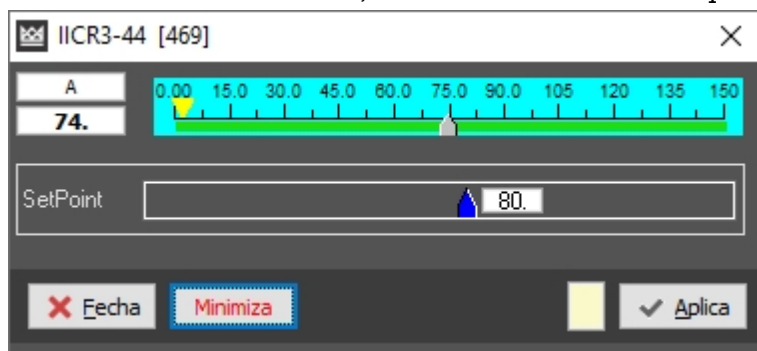 IICR3-44 [469]
A
0.00 15.0 30.0 45.0 60.0 75.0 90.0 105 120 135 150
74.
SetPoint 80.
Fecha Minimiza Aplica